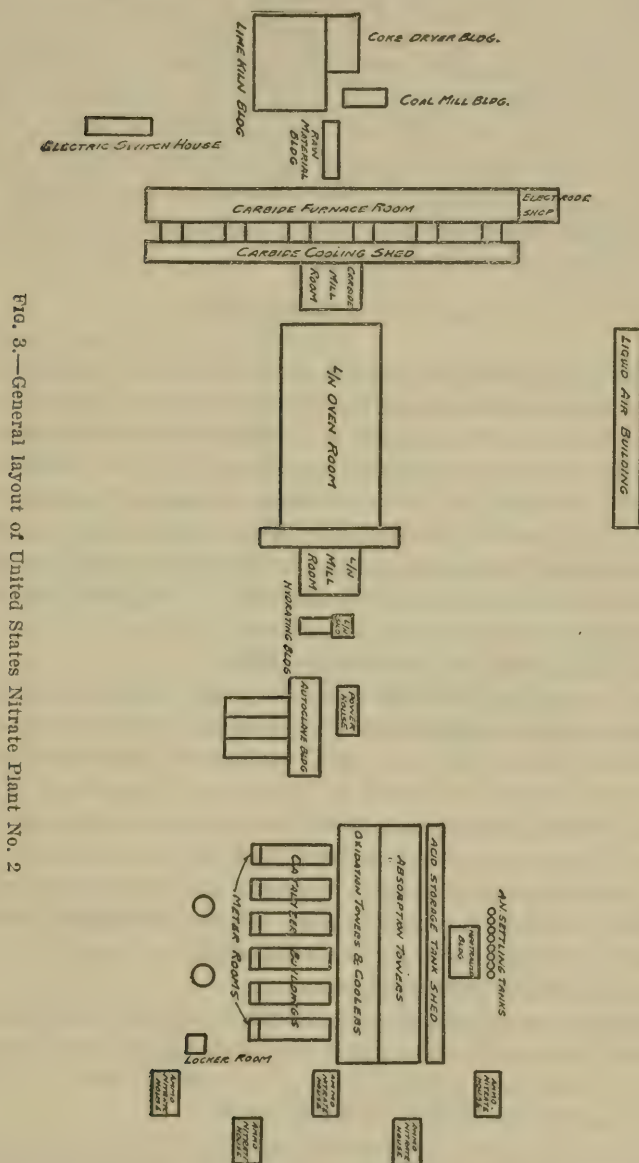 COKE DRYER BLDG.
LIME KILN BLDG
COAL MILL BLDG.
RAW
MATERIAL
BLDG
ELECTRIC SWITCH HOUSE
CARBIDE FURNACE ROOM
ELECTRODE
SHOP
CARBIDE COOLING SHED
CARBIDE
MILL
ROOM
LIQUID AIR BUILDING
L/N OVEN ROOM
L/N
MILL
ROOM
HYDRATING BLDG
L/N
POWER
HOUSE
AUTOCLAVE BLDG
AN SETTLING TANKS
NEUTRALIZ'G
BLDG
ACID STORAGE TANK SHED
ABSORPTION TOWERS
OXIDATION TOWERS & COOLERS
CATALYZER BUILDINGS
METER ROOMS
LOCKER ROOM
AMMO.
NITRATE
HOUSE
AMMO
NITRATE
HOUSE
AMMO
NITRATE
HOUSE
AMMO
NITRATE
HOUSE
AMMO
NITRATE
HOUSE
FIG. 3.—General layout of United States Nitrate Plant No. 2